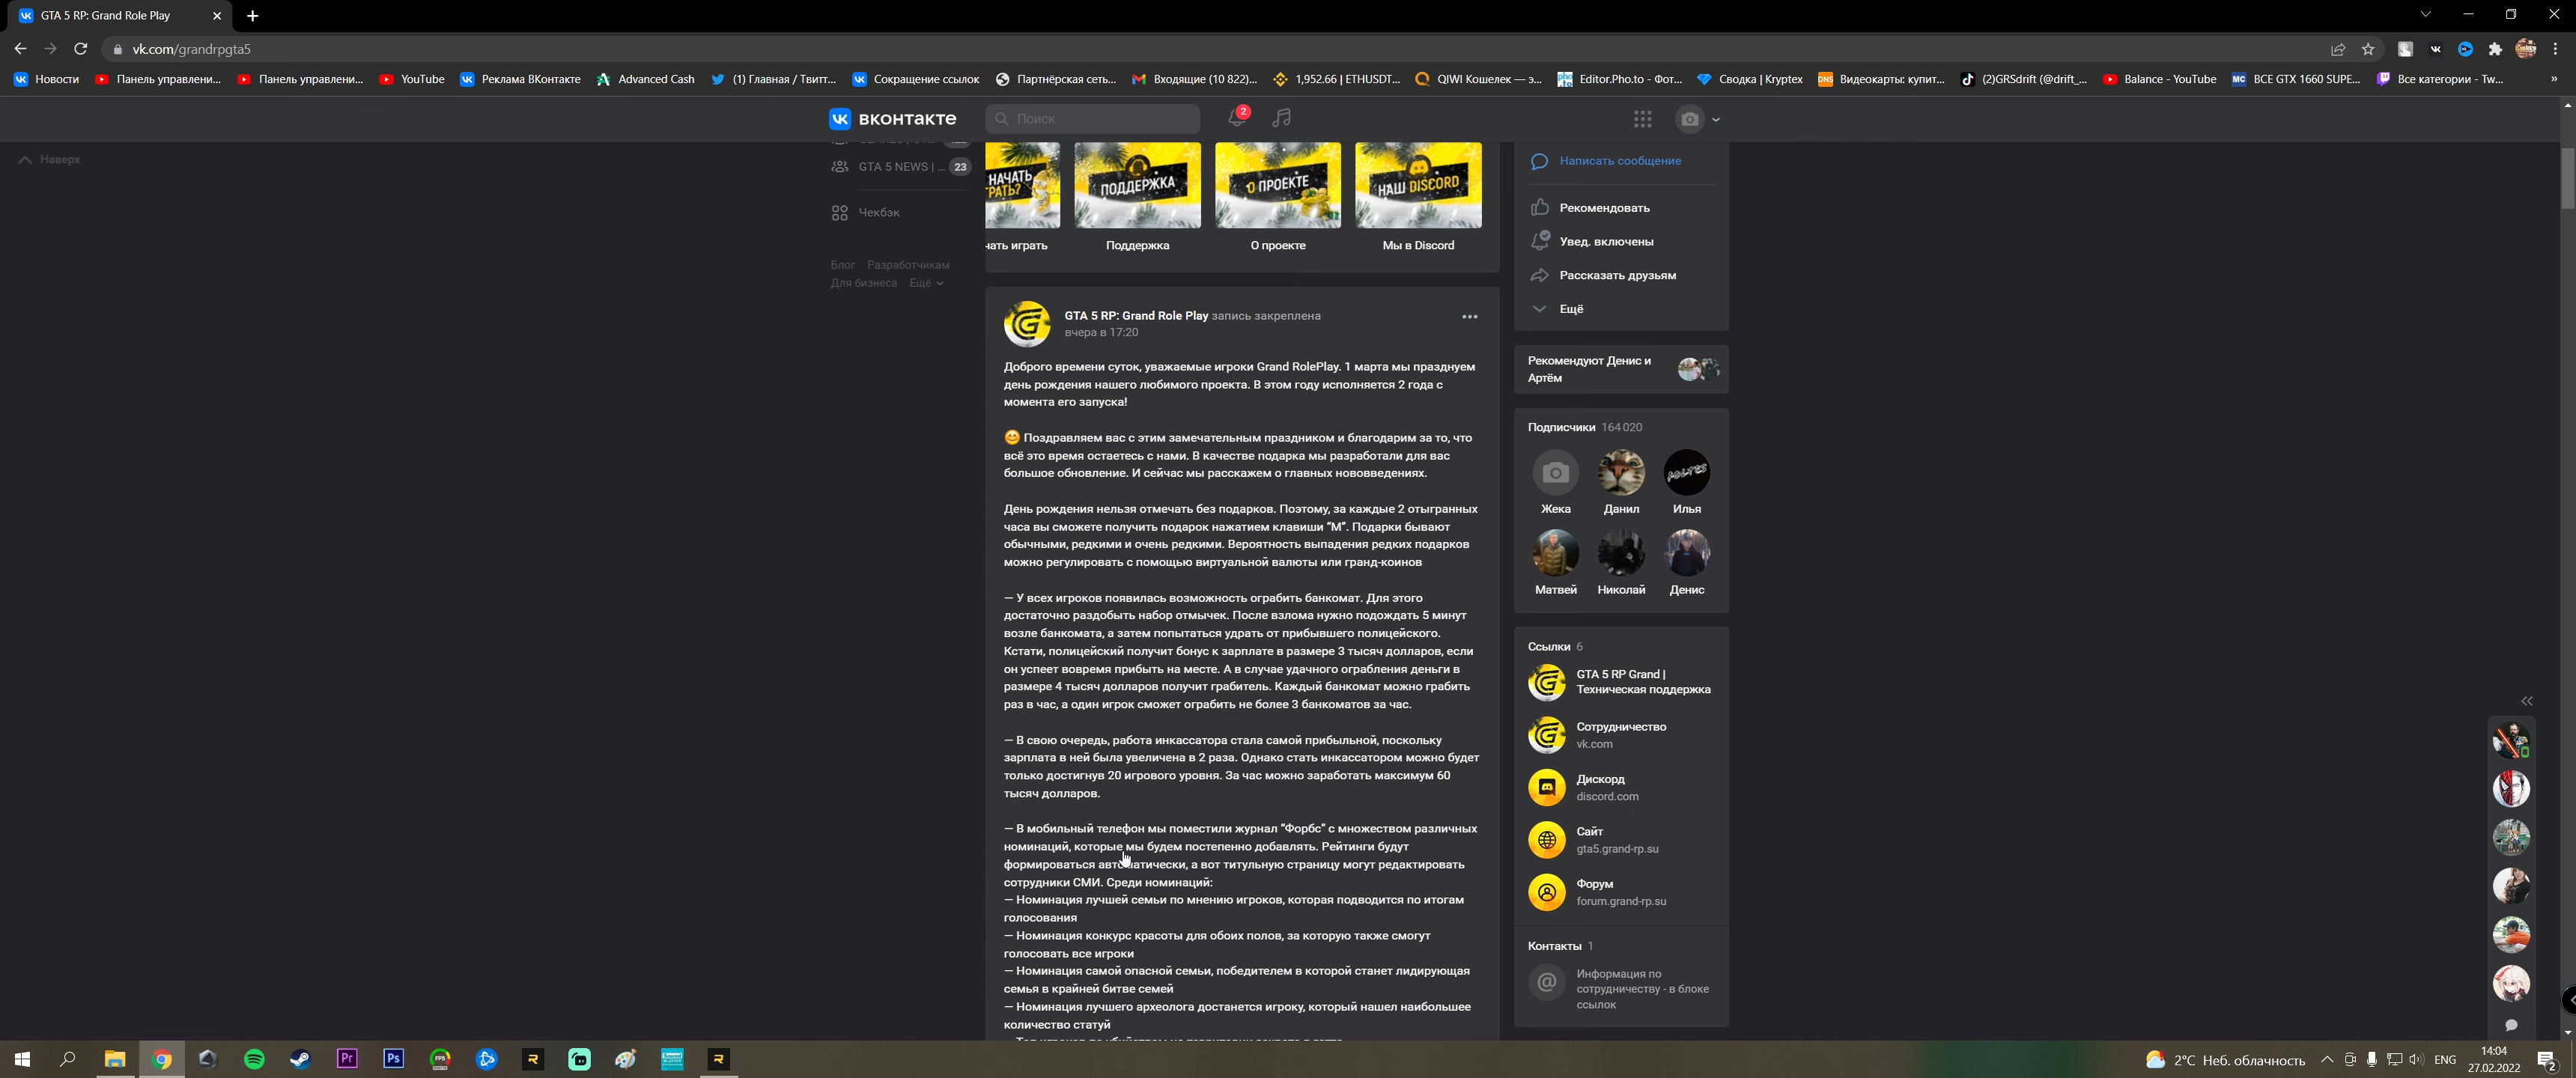 GTA 5 RP: Grand Role Play
vk.com/grandrpgta5
Новости
Панель управлени...
Панель управлени...
YouTube
Реклама ВКонтакте
Advanced Cash
(1) Главная / Твитт...
Сокращение ссылок
Партнёрская сеть...
Входящие (10 822)...
1,952.66 | ETHUSDT...
QIWI Кошелек — э...
Editor.Pho.to - Фот...
Сводка | Kryptex
Видеокарты: купит...
(2)GRSdrift (@drift_...
Balance - YouTube
ВСЕ GTX 1660 SUPE...
Все категории - Tw...
вконтакте
Поиск
2
Наверх
GTA 5 NEWS | ...
23
Чекбэк
Блог Разработчикам
Для бизнеса Ещё
НАЧАТЬ
ПОДДЕРЖКА
О ПРОЕКТЕ
НАШ DISCORD
чать играть
Поддержка
О проекте
Мы в Discord
GTA 5 RP: Grand Role Play запись закреплена
вчера в 17:20
Доброго времени суток, уважаемые игроки Grand RolePlay. 1 марта мы празднуем
день рождения нашего любимого проекта. В этом году исполняется 2 года с
момента его запуска!
😊 Поздравляем вас с этим замечательным праздником и благодарим за то, что
всё это время остаетесь с нами. В качестве подарка мы разработали для вас
большое обновление. И сейчас мы расскажем о главных нововведениях.
День рождения нельзя отмечать без подарков. Поэтому, за каждые 2 отыгранных
часа вы сможете получить подарок нажатием клавиши “M”. Подарки бывают
обычными, редкими и очень редкими. Вероятность выпадения редких подарков
можно регулировать с помощью виртуальной валюты или гранд-коинов
— У всех игроков появилась возможность ограбить банкомат. Для этого
достаточно раздобыть набор отмычек. После взлома нужно подождать 5 минут
возле банкомата, а затем попытаться удрать от прибывшего полицейского.
Кстати, полицейский получит бонус к зарплате в размере 3 тысяч долларов, если
он успеет вовремя прибыть на месте. А в случае удачного ограбления деньги в
размере 4 тысяч долларов получит грабитель. Каждый банкомат можно грабить
раз в час, а один игрок сможет ограбить не более 3 банкоматов за час.
— В свою очередь, работа инкассатора стала самой прибыльной, поскольку
зарплата в ней была увеличена в 2 раза. Однако стать инкассатором можно будет
только достигнув 20 игрового уровня. За час можно заработать максимум 60
тысяч долларов.
— В мобильный телефон мы поместили журнал “Форбс” с множеством различных
номинаций, которые мы будем постепенно добавлять. Рейтинги будут
формироваться автоматически, а вот титульную страницу могут редактировать
сотрудники СМИ. Среди номинаций:
— Номинация лучшей семьи по мнению игроков, которая подводится по итогам
голосования
— Номинация конкурс красоты для обоих полов, за которую также смогут
голосовать все игроки
— Номинация самой опасной семьи, победителем в которой станет лидирующая
семья в крайней битве семей
— Номинация лучшего археолога достанется игроку, который нашел наибольшее
количество статуй
Написать сообщение
Рекомендовать
Увед. включены
Рассказать друзьям
Ещё
Рекомендуют Денис и
Артём
Подписчики 164 020
Жека
Данил
Илья
Матвей
Николай
Денис
Ссылки 6
GTA 5 RP Grand |
Техническая поддержка
Сотрудничество
vk.com
Дискорд
discord.com
Сайт
gta5.grand-rp.su
Форум
forum.grand-rp.su
Контакты 1
Информация по
сотрудничеству - в блоке
ссылок
2°C Неб. облачность
ENG
14:04
27.02.2022
2